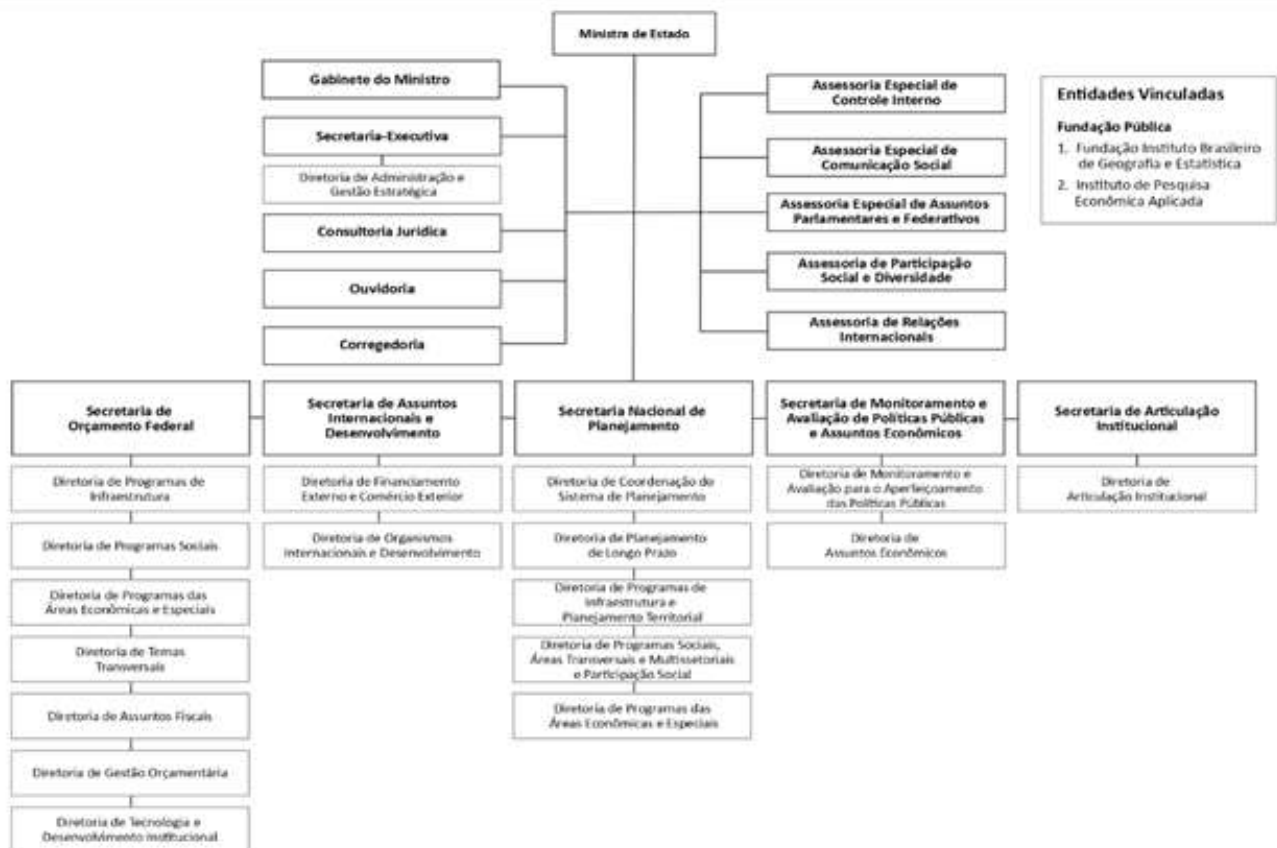 Ministra de Estado
Gabinete do Ministro
Secretaria-Executiva
Diretoria de Administração e
Gestão Estratégica
Consultoria Jurídica
Ouvidoria
Corregedoria
Assessoria Especial de
Controle Interno
Assessoria Especial de
Comunicação Social
Assessoria Especial de Assuntos
Parlamentares e Federativos
Assessoria de Participação
Social e Diversidade
Assessoria de Relações
Internacionais
Entidades Vinculadas
Fundação Pública
1. Fundação Instituto Brasileiro
de Geografia e Estatística
2. Instituto de Pesquisa
Econômica Aplicada
Secretaria de
Orçamento Federal
Diretoria de Programas de
Infraestrutura
Diretoria de Programas Sociais
Diretoria de Programas das
Áreas Econômicas e Especiais
Diretoria de Temas
Transversais
Diretoria de Assuntos Fiscais
Diretoria de Gestão Orçamentária
Diretoria de Tecnologia e
Desenvolvimento Institucional
Secretaria de Assuntos
Internacionais e
Desenvolvimento
Diretoria de Financiamento
Externo e Comércio Exterior
Diretoria de Organismos
Internacionais e Desenvolvimento
Secretaria Nacional de
Planejamento
Diretoria de Coordenação do
Sistema de Planejamento
Diretoria de Planejamento
de Longo Prazo
Diretoria de Programas de
Infraestrutura e
Planejamento Territorial
Diretoria de Programas Sociais,
Áreas Transversais e Multissetoriais
e Participação Social
Diretoria de Programas das
Áreas Econômicas e Especiais
Secretaria de Monitoramento e
Avaliação de Políticas Públicas
e Assuntos Econômicos
Diretoria de Monitoramento e
Avaliação para o Aperfeiçoamento
das Políticas Públicas
Diretoria de
Assuntos Econômicos
Secretaria de Articulação
Institucional
Diretoria de
Articulação Institucional